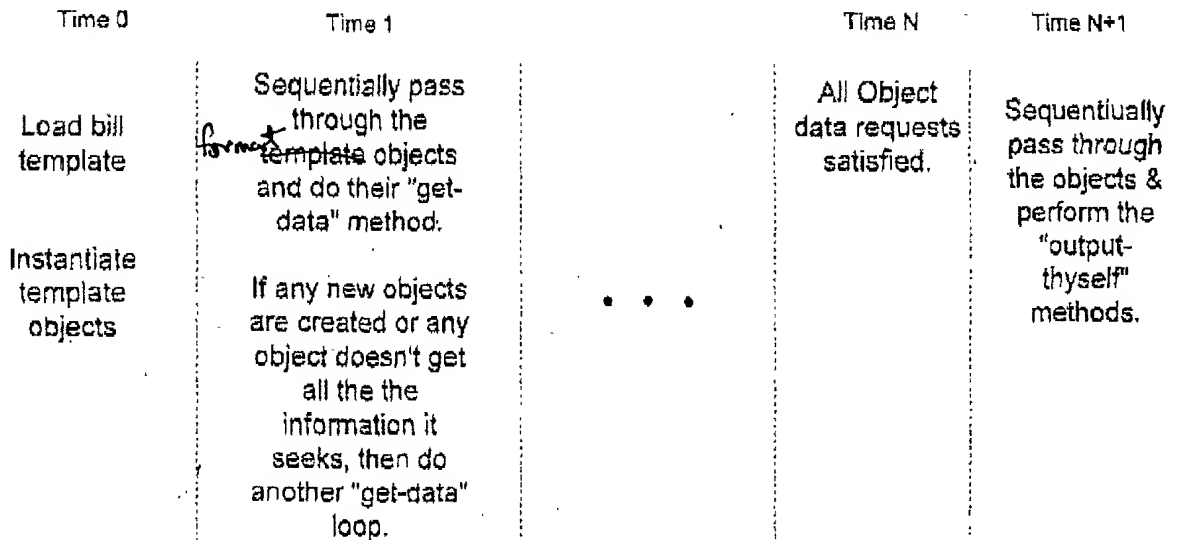 Time 0
Load bill
template
Instantiate
template
objects
Time 1
Sequentially pass
through the
format
template objects
and do their "get-
data" method.
If any new objects
are created or any
object doesn't get
all the the
information it
seeks, then do
another "get-data"
loop.
• • •
Time N
All Object
data requests
satisfied.
Time N+1
Sequentiually
pass through
the objects &
perform the
"output-
thyself"
methods.